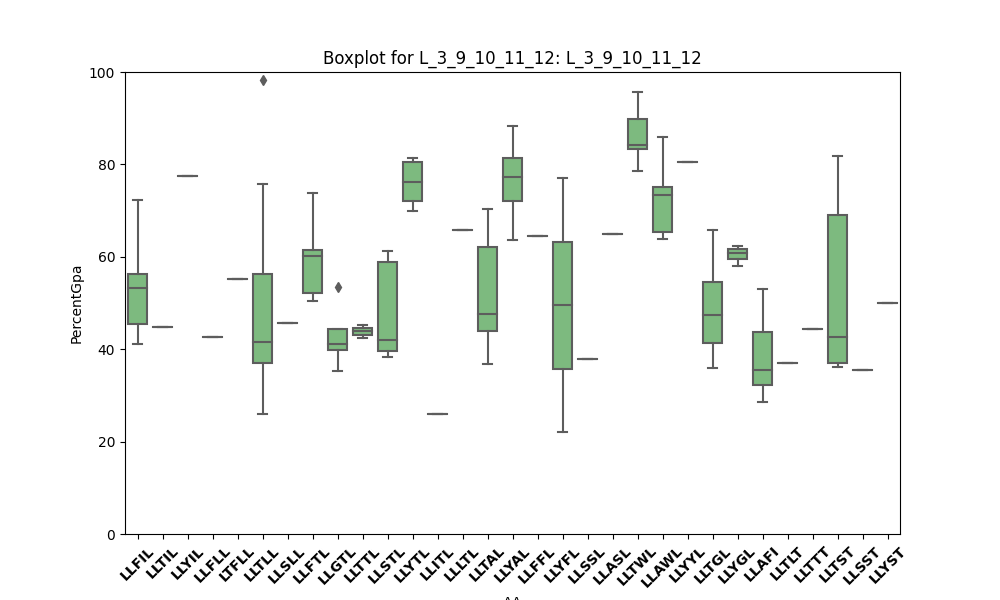 Boxplot for L_3_9_10_11_12: L_3_9_10_11_12
PercentGpa
100
80
60
40
20
0
LLFIL LLTIL LLYIL LLFLL LTFLL LLTLL LLSLL LLFTL LLGTL LLTTL LLSTL LLYTL LLITL LLLTL LLTAL LLYAL LLFFL LLYFL LLSSL LLASL LLTWL LLAWL LLYYL LLTGL LLYGL LLAFI LLTLT LLTTT LLTST LLSST LLYST
AA